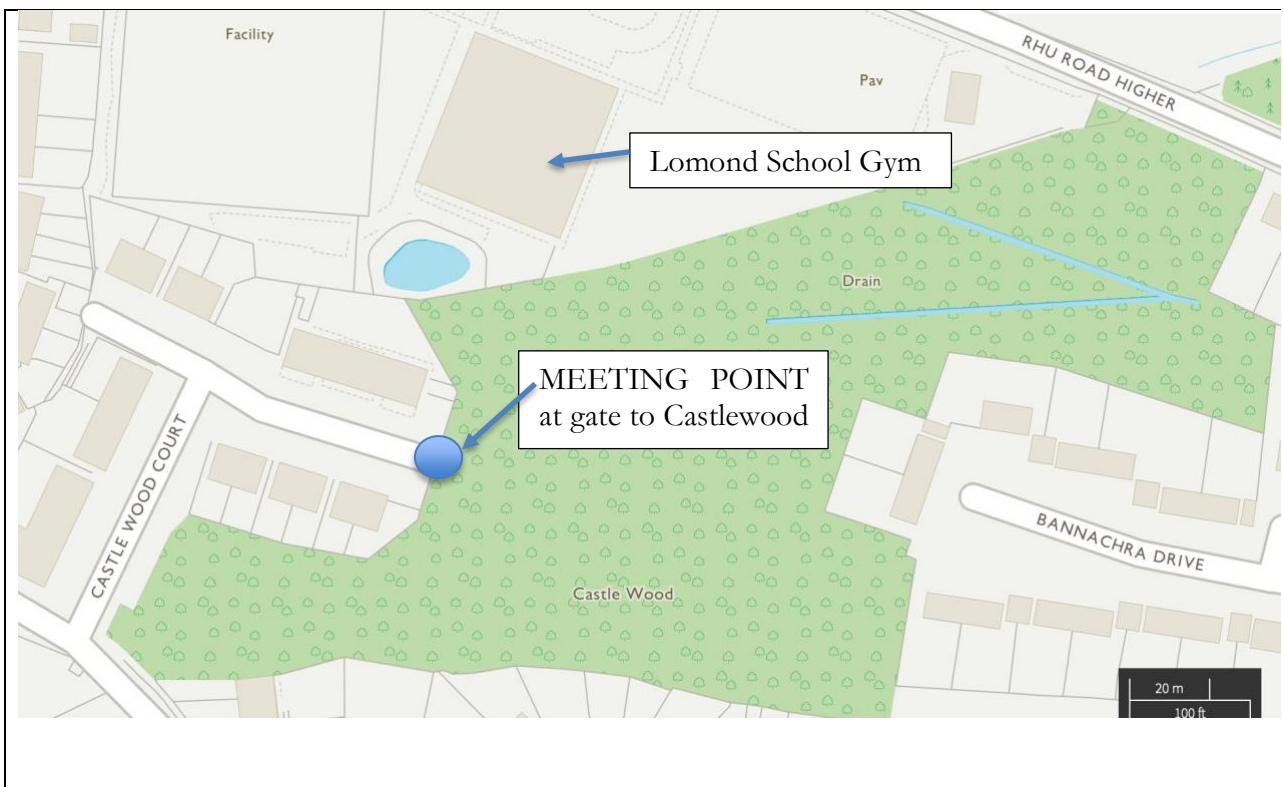 Facility
RHU ROAD HIGHER
Pav
Lomond School Gym
Drain
MEETING POINT
at gate to Castlewood
CASTLE WOOD COURT
BANNACHRA DRIVE
Castle Wood
20 m
100 ft